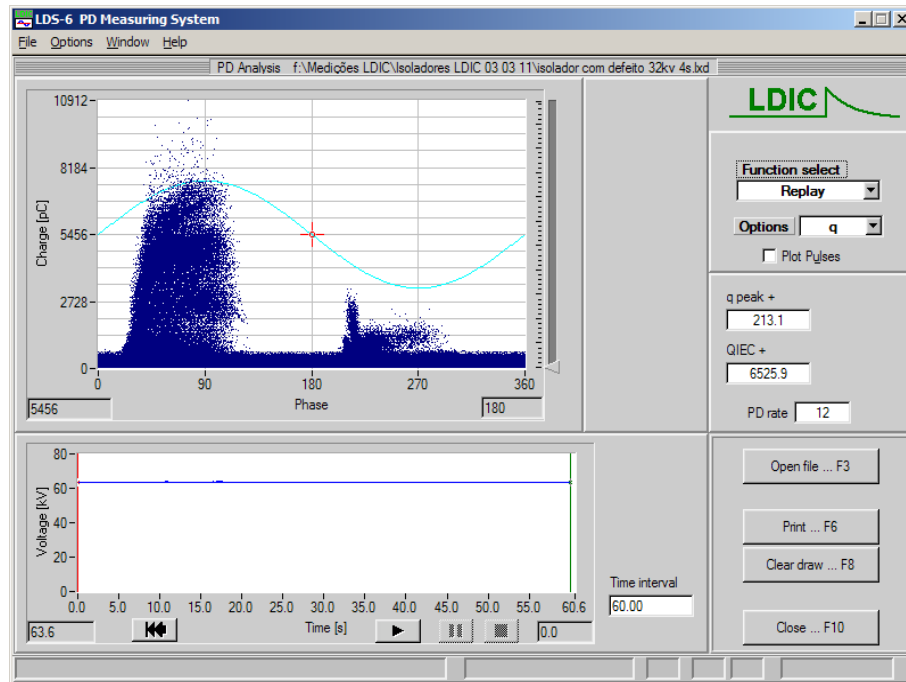 LDS-6 PD Measuring System
File Options Window Help
PD Analysis f:\Medições LDIC\Isoladores LDIC 03 03 11\isolador com defeito 32kv 4s.lxd
LDIC
Function select
Replay
Options q
Plot Pulses
q peak +
213.1
QIEC +
6525.9
PD rate 12
Charge [pC]
10912
8184
5456
2728
0
0 90 180 270 360
Phase
5456
180
Voltage [kV]
80
60
40
20
0
0.0 5.0 10.0 15.0 20.0 25.0 30.0 35.0 40.0 45.0 50.0 55.0 60.6
Time [s]
63.6
0.0
Time interval
60.00
Open file ... F3
Print ... F6
Clear draw ... F8
Close ... F10